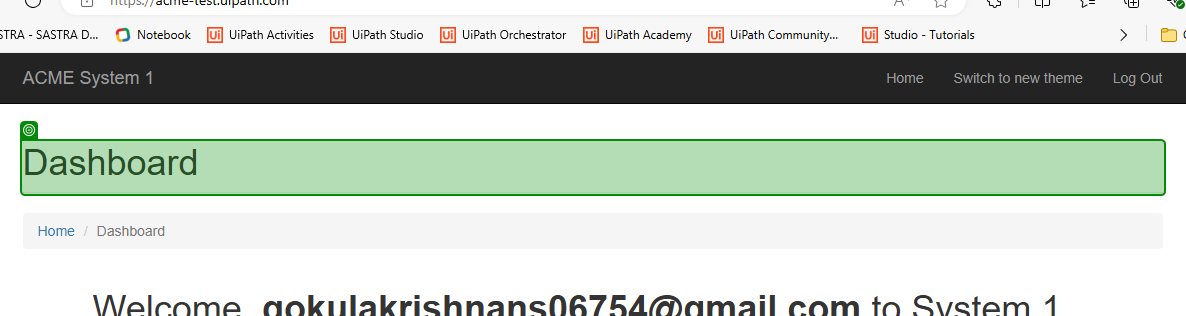 https://acme-test.uipath.com
STRA - SASTRA D... Notebook UiPath Activities UiPath Studio UiPath Orchestrator UiPath Academy UiPath Community... Studio - Tutorials
ACME System 1 Home Switch to new theme Log Out
Dashboard
Home / Dashboard
Welcome, gokulakrishnans06754@gmail.com to System 1